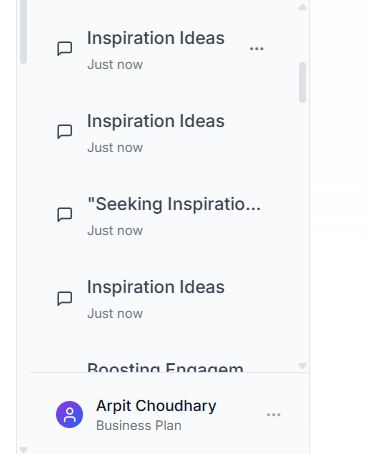 Inspiration Ideas
Just now
Inspiration Ideas
Just now
"Seeking Inspiratio...
Just now
Inspiration Ideas
Just now
Boosting Engagem
Arpit Choudhary
Business Plan